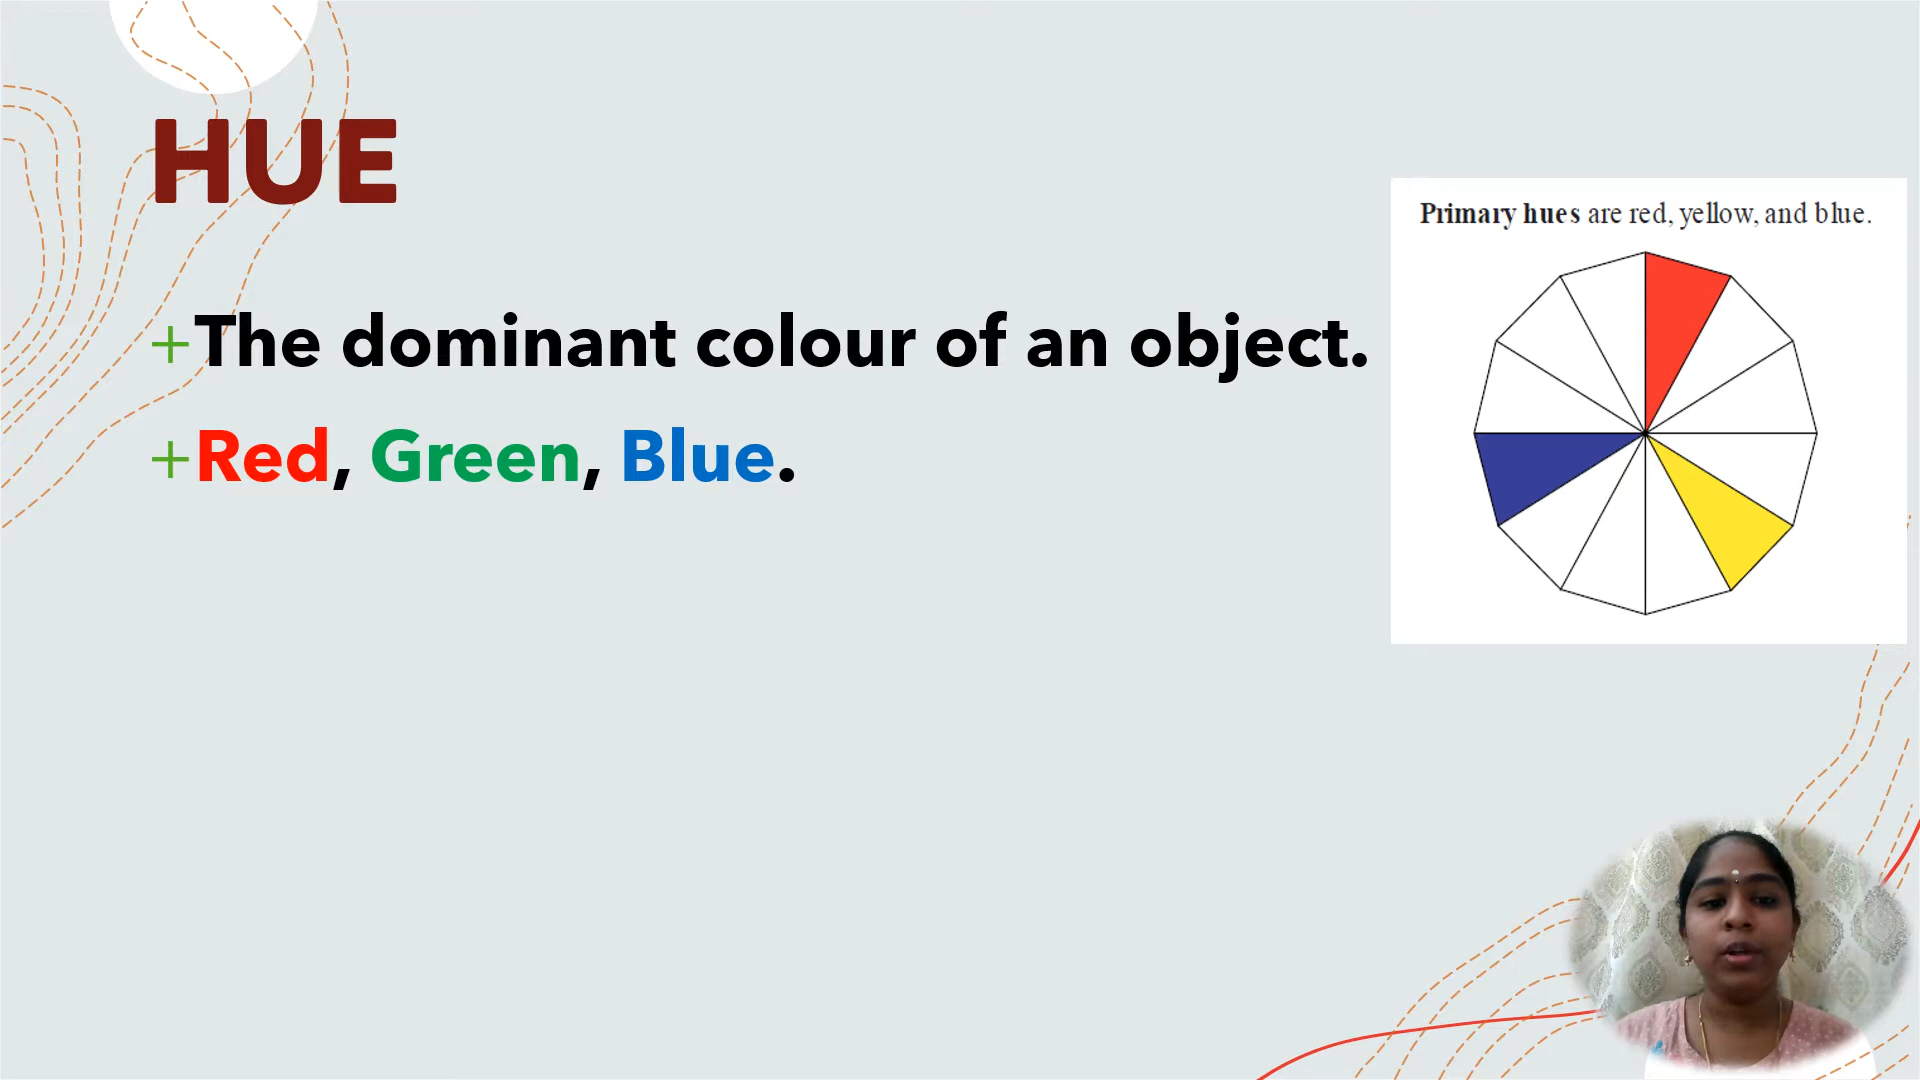 HUE
+The dominant colour of an object.
+Red, Green, Blue.
Primary hues are red, yellow, and blue.